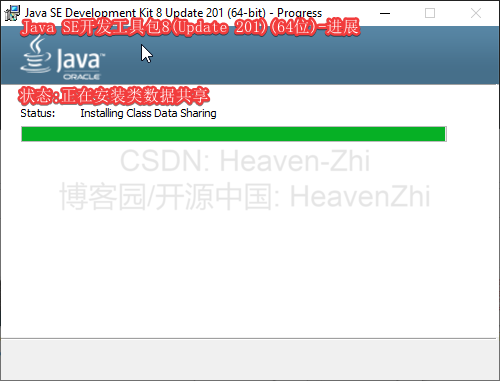 Java SE Development Kit 8 Update 201 (64-bit) - Progress
Java SE开发工具包8(Update 201)(64位)-进展
Java
ORACLE
状态:正在安装类数据共享
Status: Installing Class Data Sharing
CSDN: Heaven-Zhi
博客园/开源中国: HeavenZhi